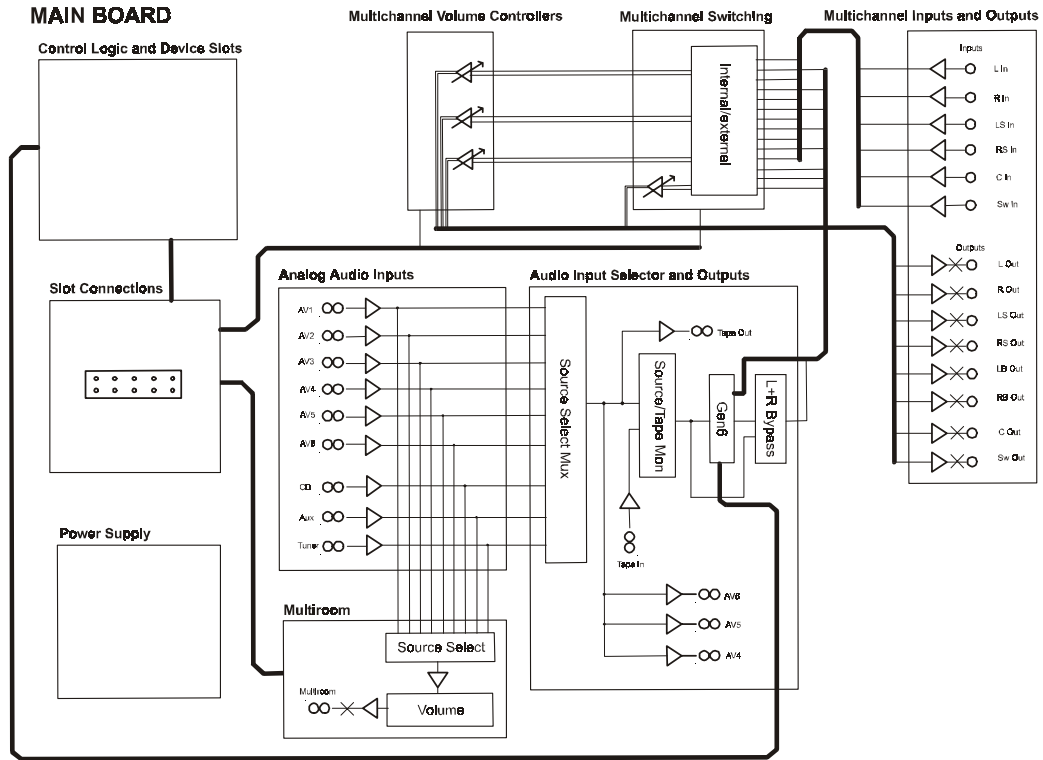 MAIN BOARD
Multichannel Volume Controllers
Multichannel Switching
Multichannel Inputs and Outputs
Control Logic and Device Slots
Internal/external
Inputs
L In
R In
LS In
RS In
C In
Sw In
Outputs
L Out
R Out
LS Out
RS Out
LB Out
RB Out
C Out
Sw Out
Slot Connections
Analog Audio Inputs
AV1
AV2
AV3
AV4
AV5
AV6
CD
Aux
Tuner
Audio Input Selector and Outputs
Source Select Mux
Tape Out
Source/Tape Mon
Gen6
L+R Bypass
Tape In
AV6
AV5
AV4
Power Supply
Multiroom
Source Select
Multiroom
Volume